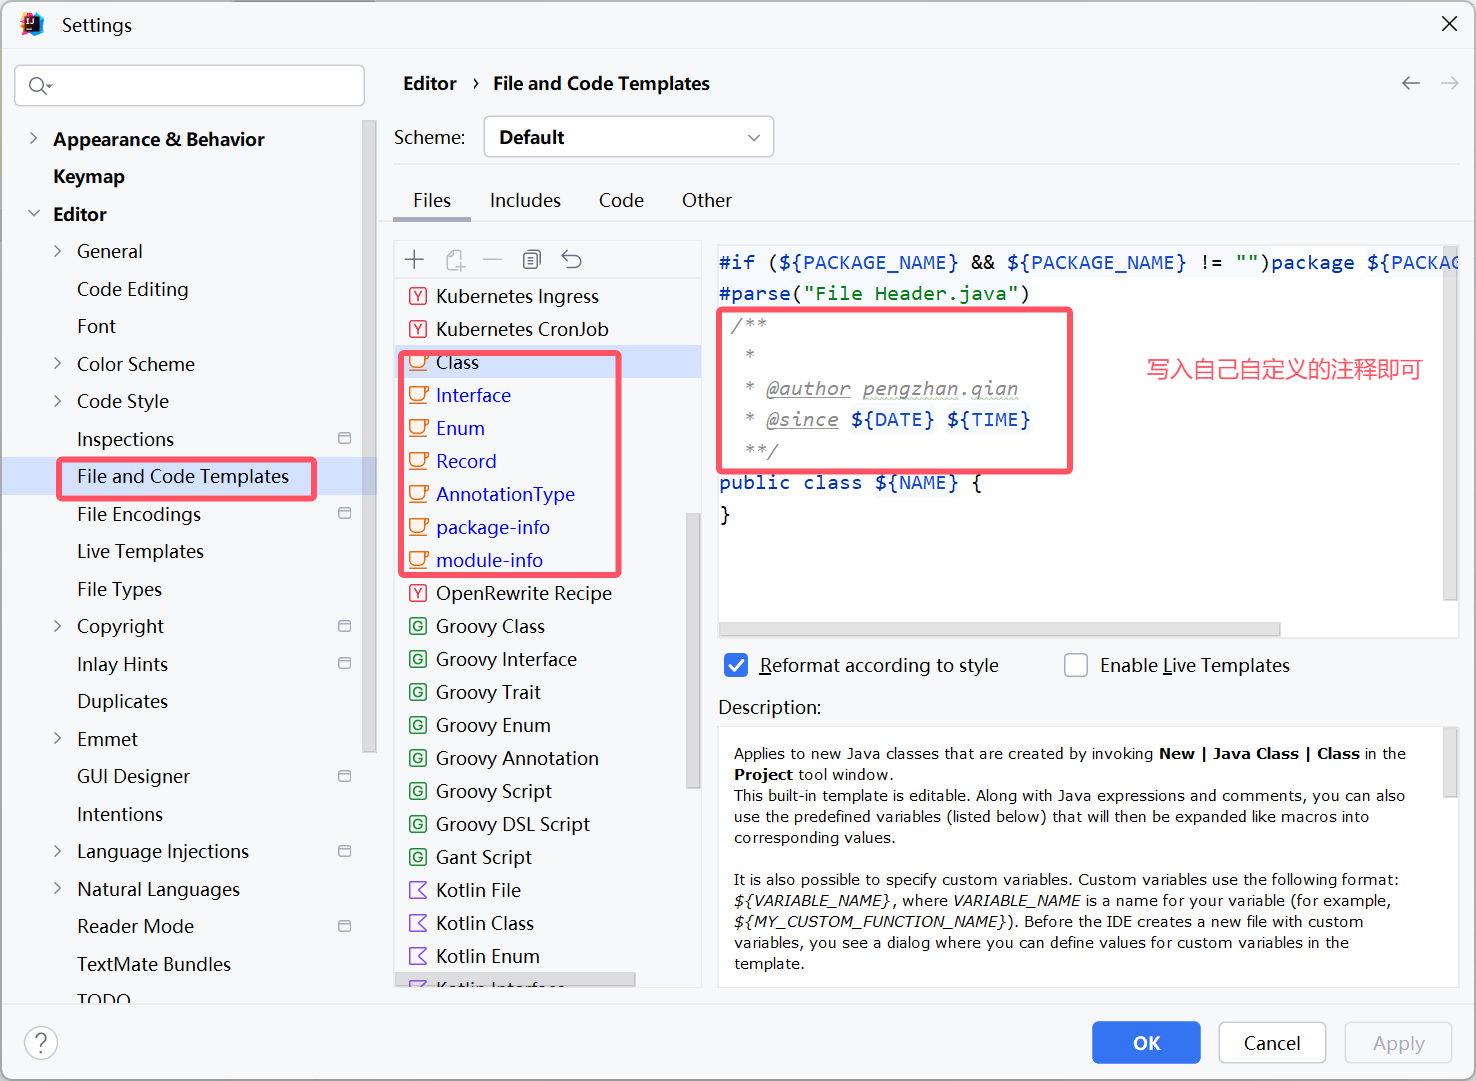 Settings
Editor › File and Code Templates
Scheme: Default
Appearance & Behavior
Keymap
Editor
General
Code Editing
Font
Color Scheme
Code Style
Inspections
File and Code Templates
File Encodings
Live Templates
File Types
Copyright
Inlay Hints
Duplicates
Emmet
GUI Designer
Intentions
Language Injections
Natural Languages
Reader Mode
TextMate Bundles
TODO
Files Includes Code Other
Kubernetes Ingress
Kubernetes CronJob
Class
Interface
Enum
Record
AnnotationType
package-info
module-info
OpenRewrite Recipe
Groovy Class
Groovy Interface
Groovy Trait
Groovy Enum
Groovy Annotation
Groovy Script
Groovy DSL Script
Gant Script
Kotlin File
Kotlin Class
Kotlin Enum
Kotlin Interface
#if (${PACKAGE_NAME} && ${PACKAGE_NAME} != "")package ${PACKAG
#parse("File Header.java")
/**
*
* @author pengzhan.qian
* @since ${DATE} ${TIME}
**/
public class ${NAME} {
}
写入自己自定义的注释即可
Reformat according to style
Enable Live Templates
Description:
Applies to new Java classes that are created by invoking New | Java Class | Class in the
Project tool window.
This built-in template is editable. Along with Java expressions and comments, you can also
use the predefined variables (listed below) that will then be expanded like macros into
corresponding values.
It is also possible to specify custom variables. Custom variables use the following format:
${VARIABLE_NAME}, where VARIABLE_NAME is a name for your variable (for example,
${MY_CUSTOM_FUNCTION_NAME}). Before the IDE creates a new file with custom
variables, you see a dialog where you can define values for custom variables in the
template.
?
OK
Cancel
Apply